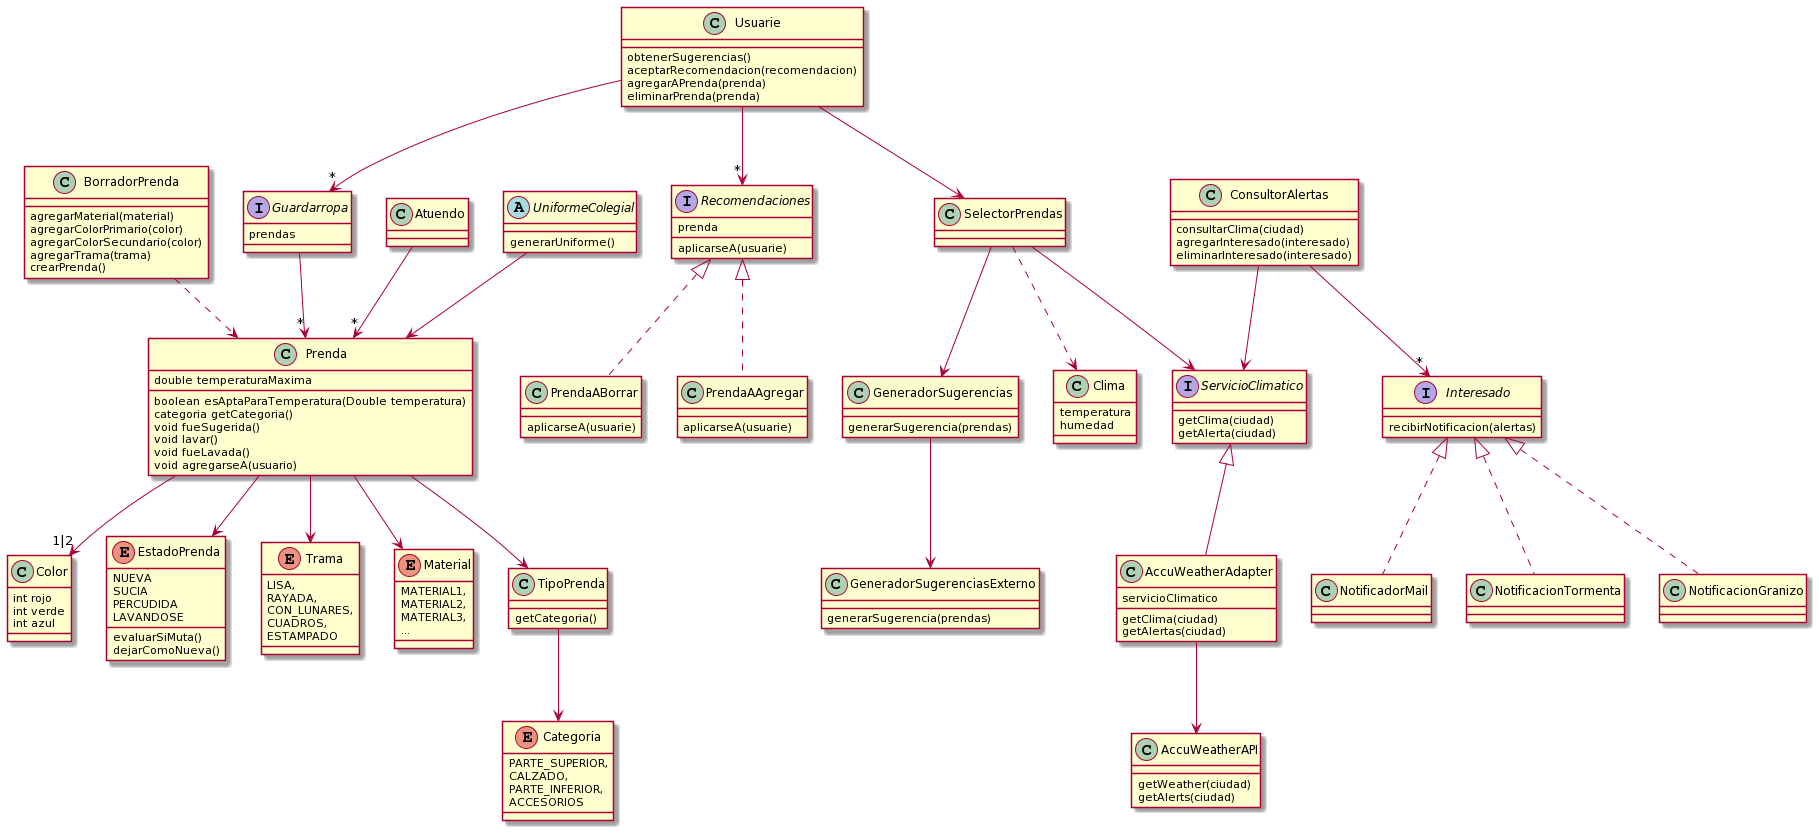 C Usuarie
obtenerSugerencias()
aceptarRecomendacion(recomendacion)
agregarAPrenda(prenda)
eliminarPrenda(prenda)
*
*
C BorradorPrenda
agregarMaterial(material)
agregarColorPrimario(color)
agregarColorSecundario(color)
agregarTrama(trama)
crearPrenda()
I Guardarropa
prendas
C Atuendo
A UniformeColegial
generarUniforme()
I Recomendaciones
prenda
aplicarseA(usuarie)
C SelectorPrendas
C ConsultorAlertas
consultarClima(ciudad)
agregarInteresado(interesado)
eliminarInteresado(interesado)
*
*
*
C Prenda
double temperaturaMaxima
boolean esAptaParaTemperatura(Double temperatura)
categoria getCategoria()
void fueSugerida()
void lavar()
void fueLavada()
void agregarseA(usuario)
C PrendaABorrar
aplicarseA(usuarie)
C PrendaAAgregar
aplicarseA(usuarie)
C GeneradorSugerencias
generarSugerencia(prendas)
C Clima
temperatura
humedad
I ServicioClimatico
getClima(ciudad)
getAlerta(ciudad)
I Interesado
recibirNotificacion(alertas)
1|2
C Color
int rojo
int verde
int azul
E EstadoPrenda
NUEVA
SUCIA
PERCUDIDA
LAVANDOSE
evaluarSiMuta()
dejarComoNueva()
E Trama
LISA,
RAYADA,
CON_LUNARES,
CUADROS,
ESTAMPADO
E Material
MATERIAL1,
MATERIAL2,
MATERIAL3,
...
C TipoPrenda
getCategoria()
C GeneradorSugerenciasExterno
generarSugerencia(prendas)
C AccuWeatherAdapter
servicioClimatico
getClima(ciudad)
getAlertas(ciudad)
C NotificadorMail
C NotificacionTormenta
C NotificacionGranizo
E Categoria
PARTE_SUPERIOR,
CALZADO,
PARTE_INFERIOR,
ACCESORIOS
C AccuWeatherAPI
getWeather(ciudad)
getAlerts(ciudad)